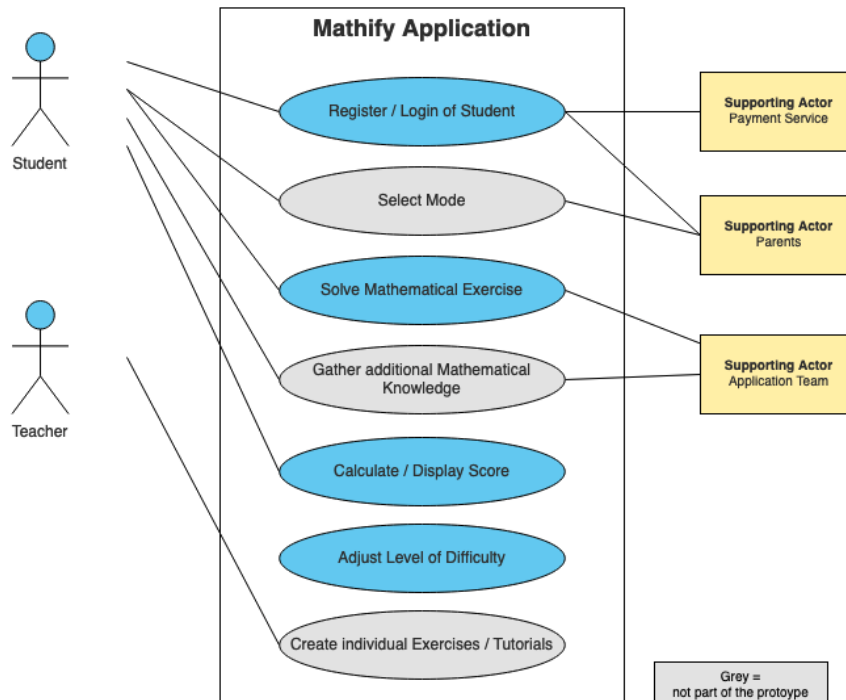 Mathify Application
Student
Register / Login of Student
Supporting Actor
Payment Service
Select Mode
Supporting Actor
Parents
Solve Mathematical Exercise
Teacher
Gather additional Mathematical
Knowledge
Supporting Actor
Application Team
Calculate / Display Score
Adjust Level of Difficulty
Create individual Exercises / Tutorials
Grey =
not part of the protoype